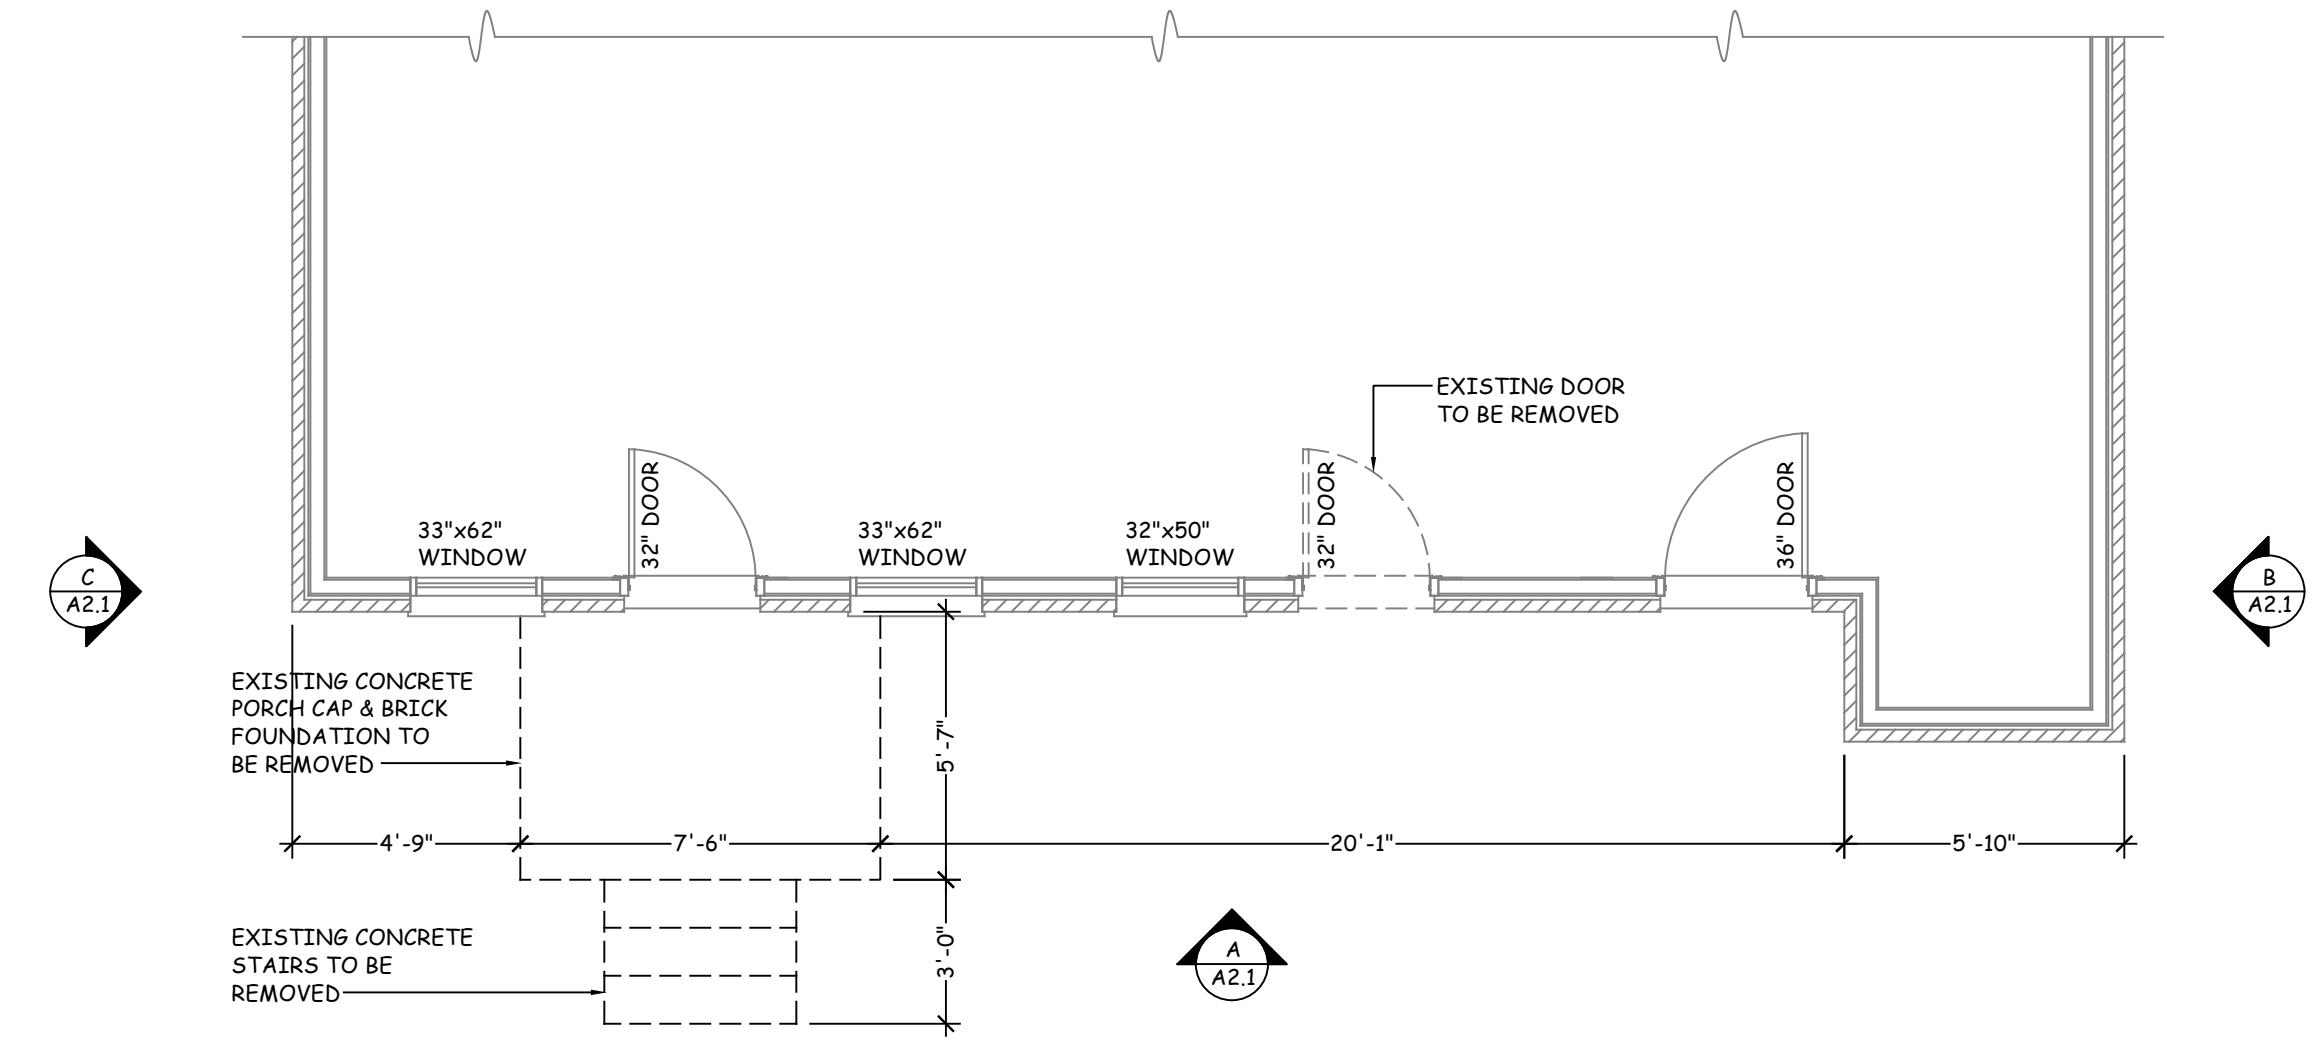 EXISTING DOOR
TO BE REMOVED
32" DOOR
32" DOOR
36" DOOR
33"x62"
WINDOW
33"x62"
WINDOW
32"x50"
WINDOW
C
A2.1
B
A2.1
EXISTING CONCRETE
PORCH CAP & BRICK
FOUNDATION TO
BE REMOVED
5'-7"
4'-9"
7'-6"
20'-1"
5'-10"
EXISTING CONCRETE
STAIRS TO BE
REMOVED
3'-0"
A
A2.1